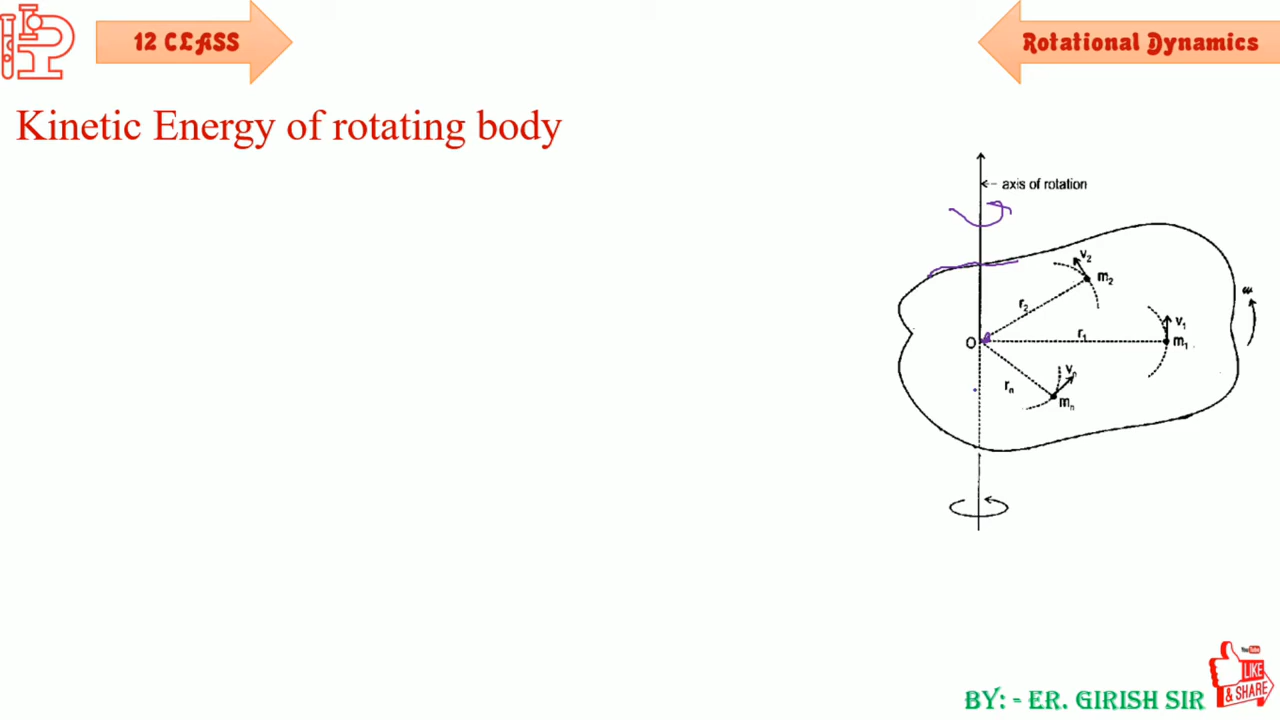 12 CLASS
Rotational Dynamics
Kinetic Energy of rotating body
axis of rotation
v₂
m₂
r₂
ω
v₁
O
r₁
m₁
vₙ
rₙ
mₙ
YouTube
LIKE
& SHARE
BY: - ER. GIRISH SIR